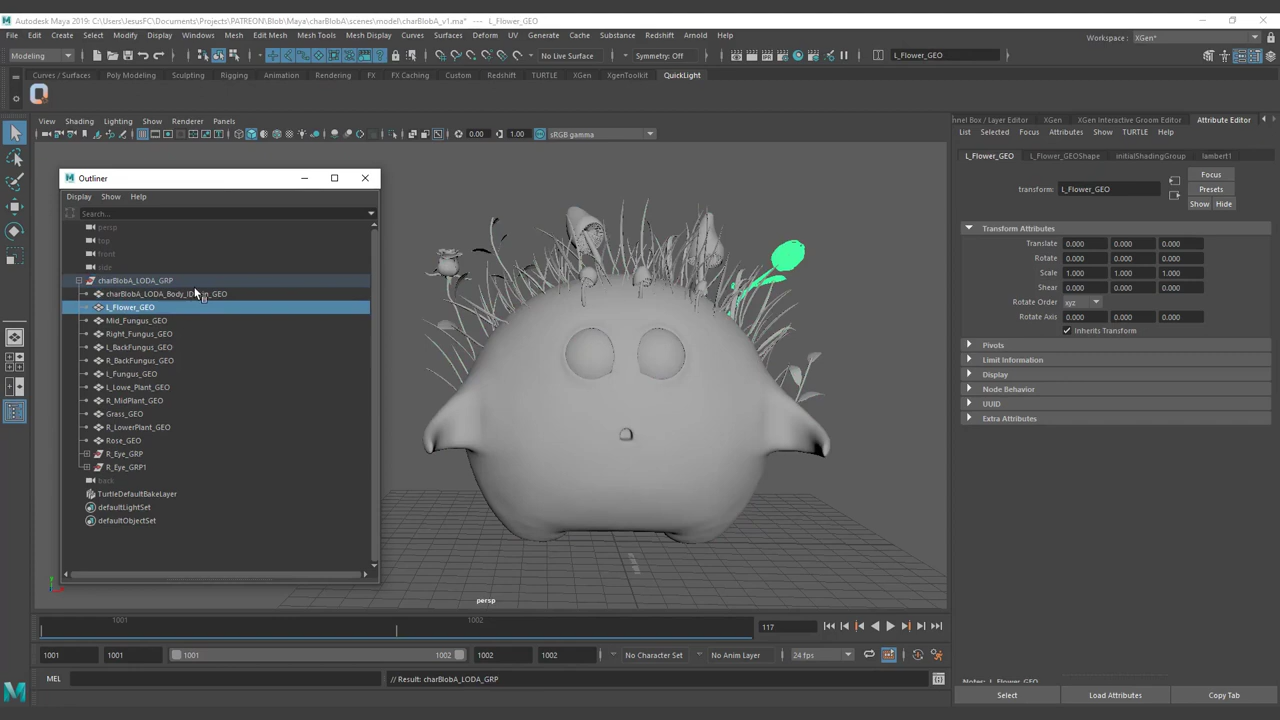 Autodesk Maya 2019: C:\Users\JesusFC\Documents\Projects\PATREON\Blob\Maya\charBlobA\scenes\model\charBlobA_v1.ma* --- L_Flower_GEO
File Edit Create Select Modify Display Windows Mesh Edit Mesh Mesh Tools Mesh Display Curves Surfaces Deform UV Generate Cache Substance Redshift Arnold Help Workspace : XGen*
Modeling No Live Surface Symmetry: Off L_Flower_GEO
Curves / Surfaces Poly Modeling Sculpting Rigging Animation Rendering FX FX Caching Custom Redshift TURTLE XGen XgenToolkit QuickLight
View Shading Lighting Show Renderer Panels
0.00 1.00 sRGB gamma
Outliner
Display Show Help
Search...
persp
top
front
side
charBlobA_LODA_GRP
L_Flower_GEO
Mid_Fungus_GEO
Right_Fungus_GEO
L_BackFungus_GEO
R_BackFungus_GEO
L_Fungus_GEO
L_Lowe_Plant_GEO
R_MidPlant_GEO
Grass_GEO
R_LowerPlant_GEO
Rose_GEO
R_Eye_GRP
R_Eye_GRP1
back
TurtleDefaultBakeLayer
defaultLightSet
defaultObjectSet
persp
nnel Box / Layer Editor XGen XGen Interactive Groom Editor Attribute Editor
List Selected Focus Attributes Show TURTLE Help
L_Flower_GEO L_Flower_GEOShape initialShadingGroup lambert1
Focus
transform: L_Flower_GEO Presets
Show Hide
Transform Attributes
Translate 0.000 0.000 0.000
Rotate 0.000 0.000 0.000
Scale 1.000 1.000 1.000
Shear 0.000 0.000 0.000
Rotate Order xyz
Rotate Axis 0.000 0.000 0.000
Inherits Transform
Pivots
Limit Information
Display
Node Behavior
UUID
Extra Attributes
Notes: L_Flower_GEO
Select Load Attributes Copy Tab
1001 1002 117
1001 1001 1001 1002 1002 1002 No Character Set No Anim Layer 24 fps
MEL // Result: charBlobA_LODA_GRP